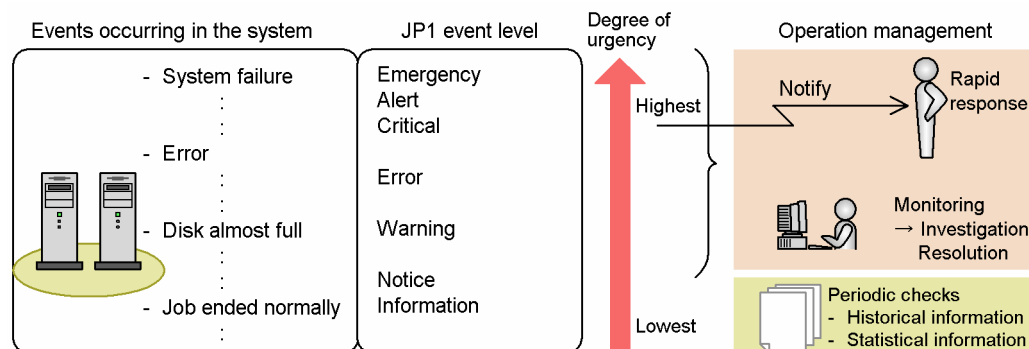 Events occurring in the system
JP1 event level
Degree of
urgency
Operation management
- System failure
- Error
- Disk almost full
- Job ended normally
Emergency
Alert
Critical
Error
Warning
Notice
Information
Highest
Lowest
Notify
Rapid
response
Monitoring
→ Investigation
Resolution
Periodic checks
- Historical information
- Statistical information